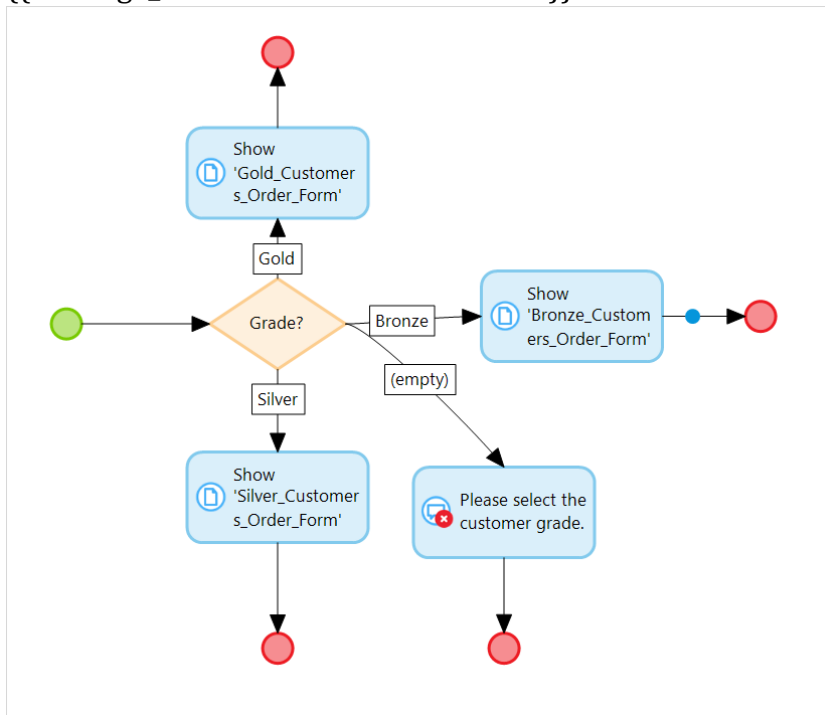 Show
'Gold_Customer
s_Order_Form'
Gold
Grade?
Bronze
Show
'Bronze_Custom
ers_Order_Form'
(empty)
Silver
Show
'Silver_Customer
s_Order_Form'
Please select the
customer grade.